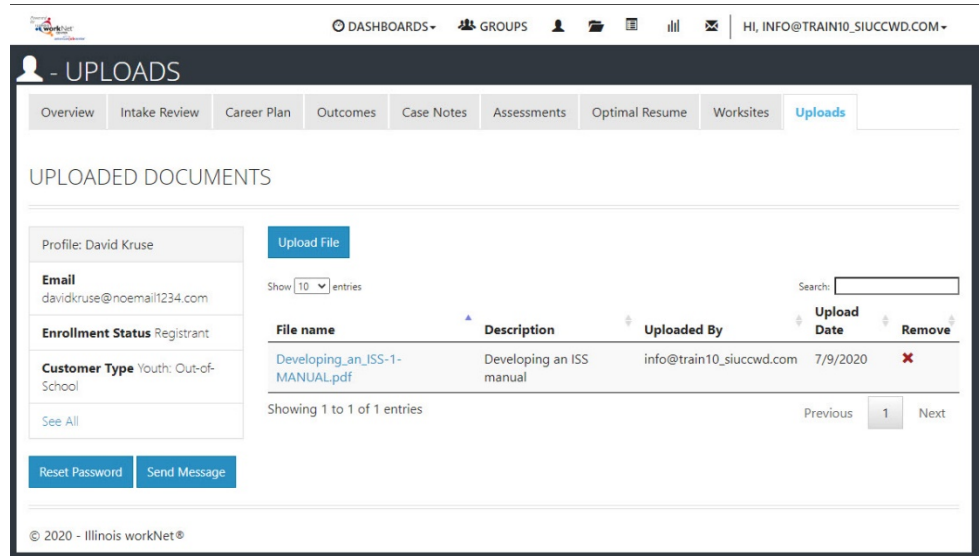 workNet
DASHBOARDS GROUPS HI, INFO@TRAIN10_SIUCCWD.COM
- UPLOADS
Overview Intake Review Career Plan Outcomes Case Notes Assessments Optimal Resume Worksites Uploads
UPLOADED DOCUMENTS
Profile: David Kruse
Email
davidkruse@noemail1234.com
Enrollment Status Registrant
Customer Type Youth: Out-of-
School
See All
Reset Password Send Message
Upload File
Show 10 entries Search:
File name Description Uploaded By Upload
Date Remove
Developing_an_ISS-1-
MANUAL.pdf
Developing an ISS
manual
info@train10_siuccwd.com 7/9/2020
Showing 1 to 1 of 1 entries Previous 1 Next
© 2020 - Illinois workNet®